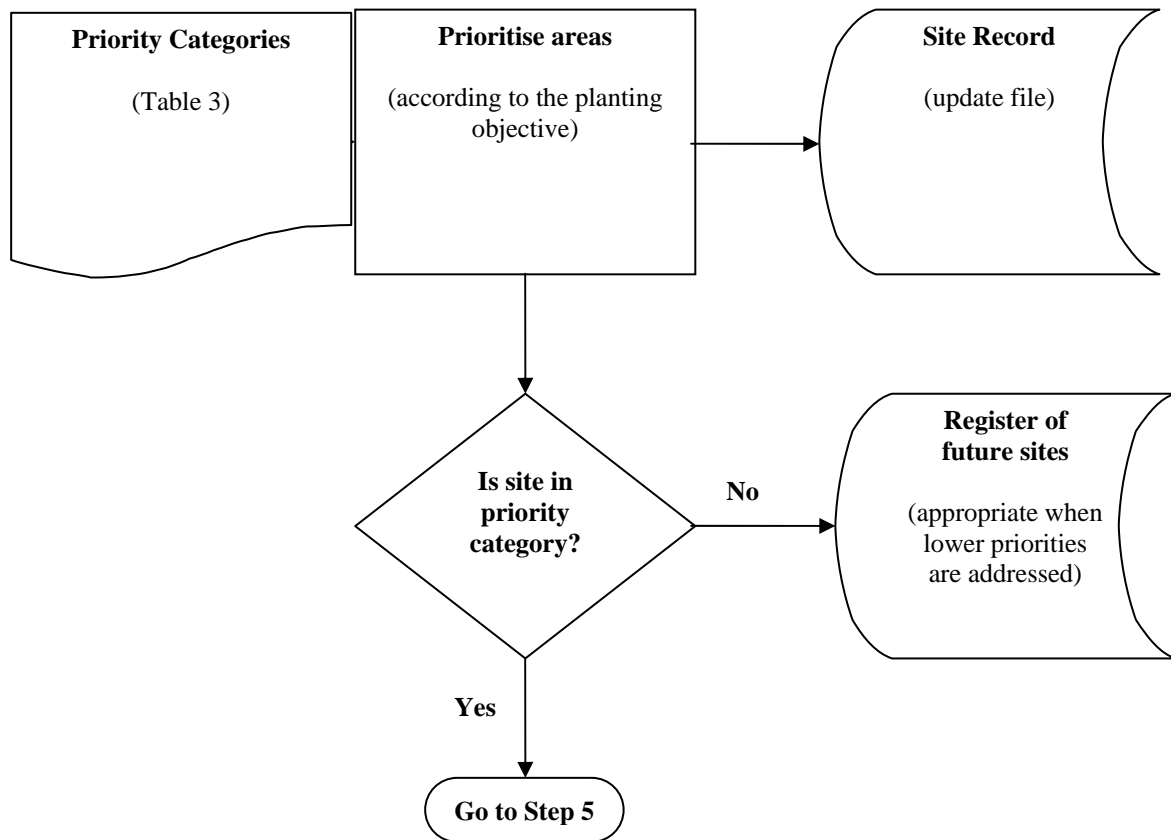 Priority Categories
(Table 3)
Prioritise areas
(according to the planting
objective)
Site Record
(update file)
Is site in
priority
category?
No
Register of
future sites
(appropriate when
lower priorities
are addressed)
Yes
Go to Step 5